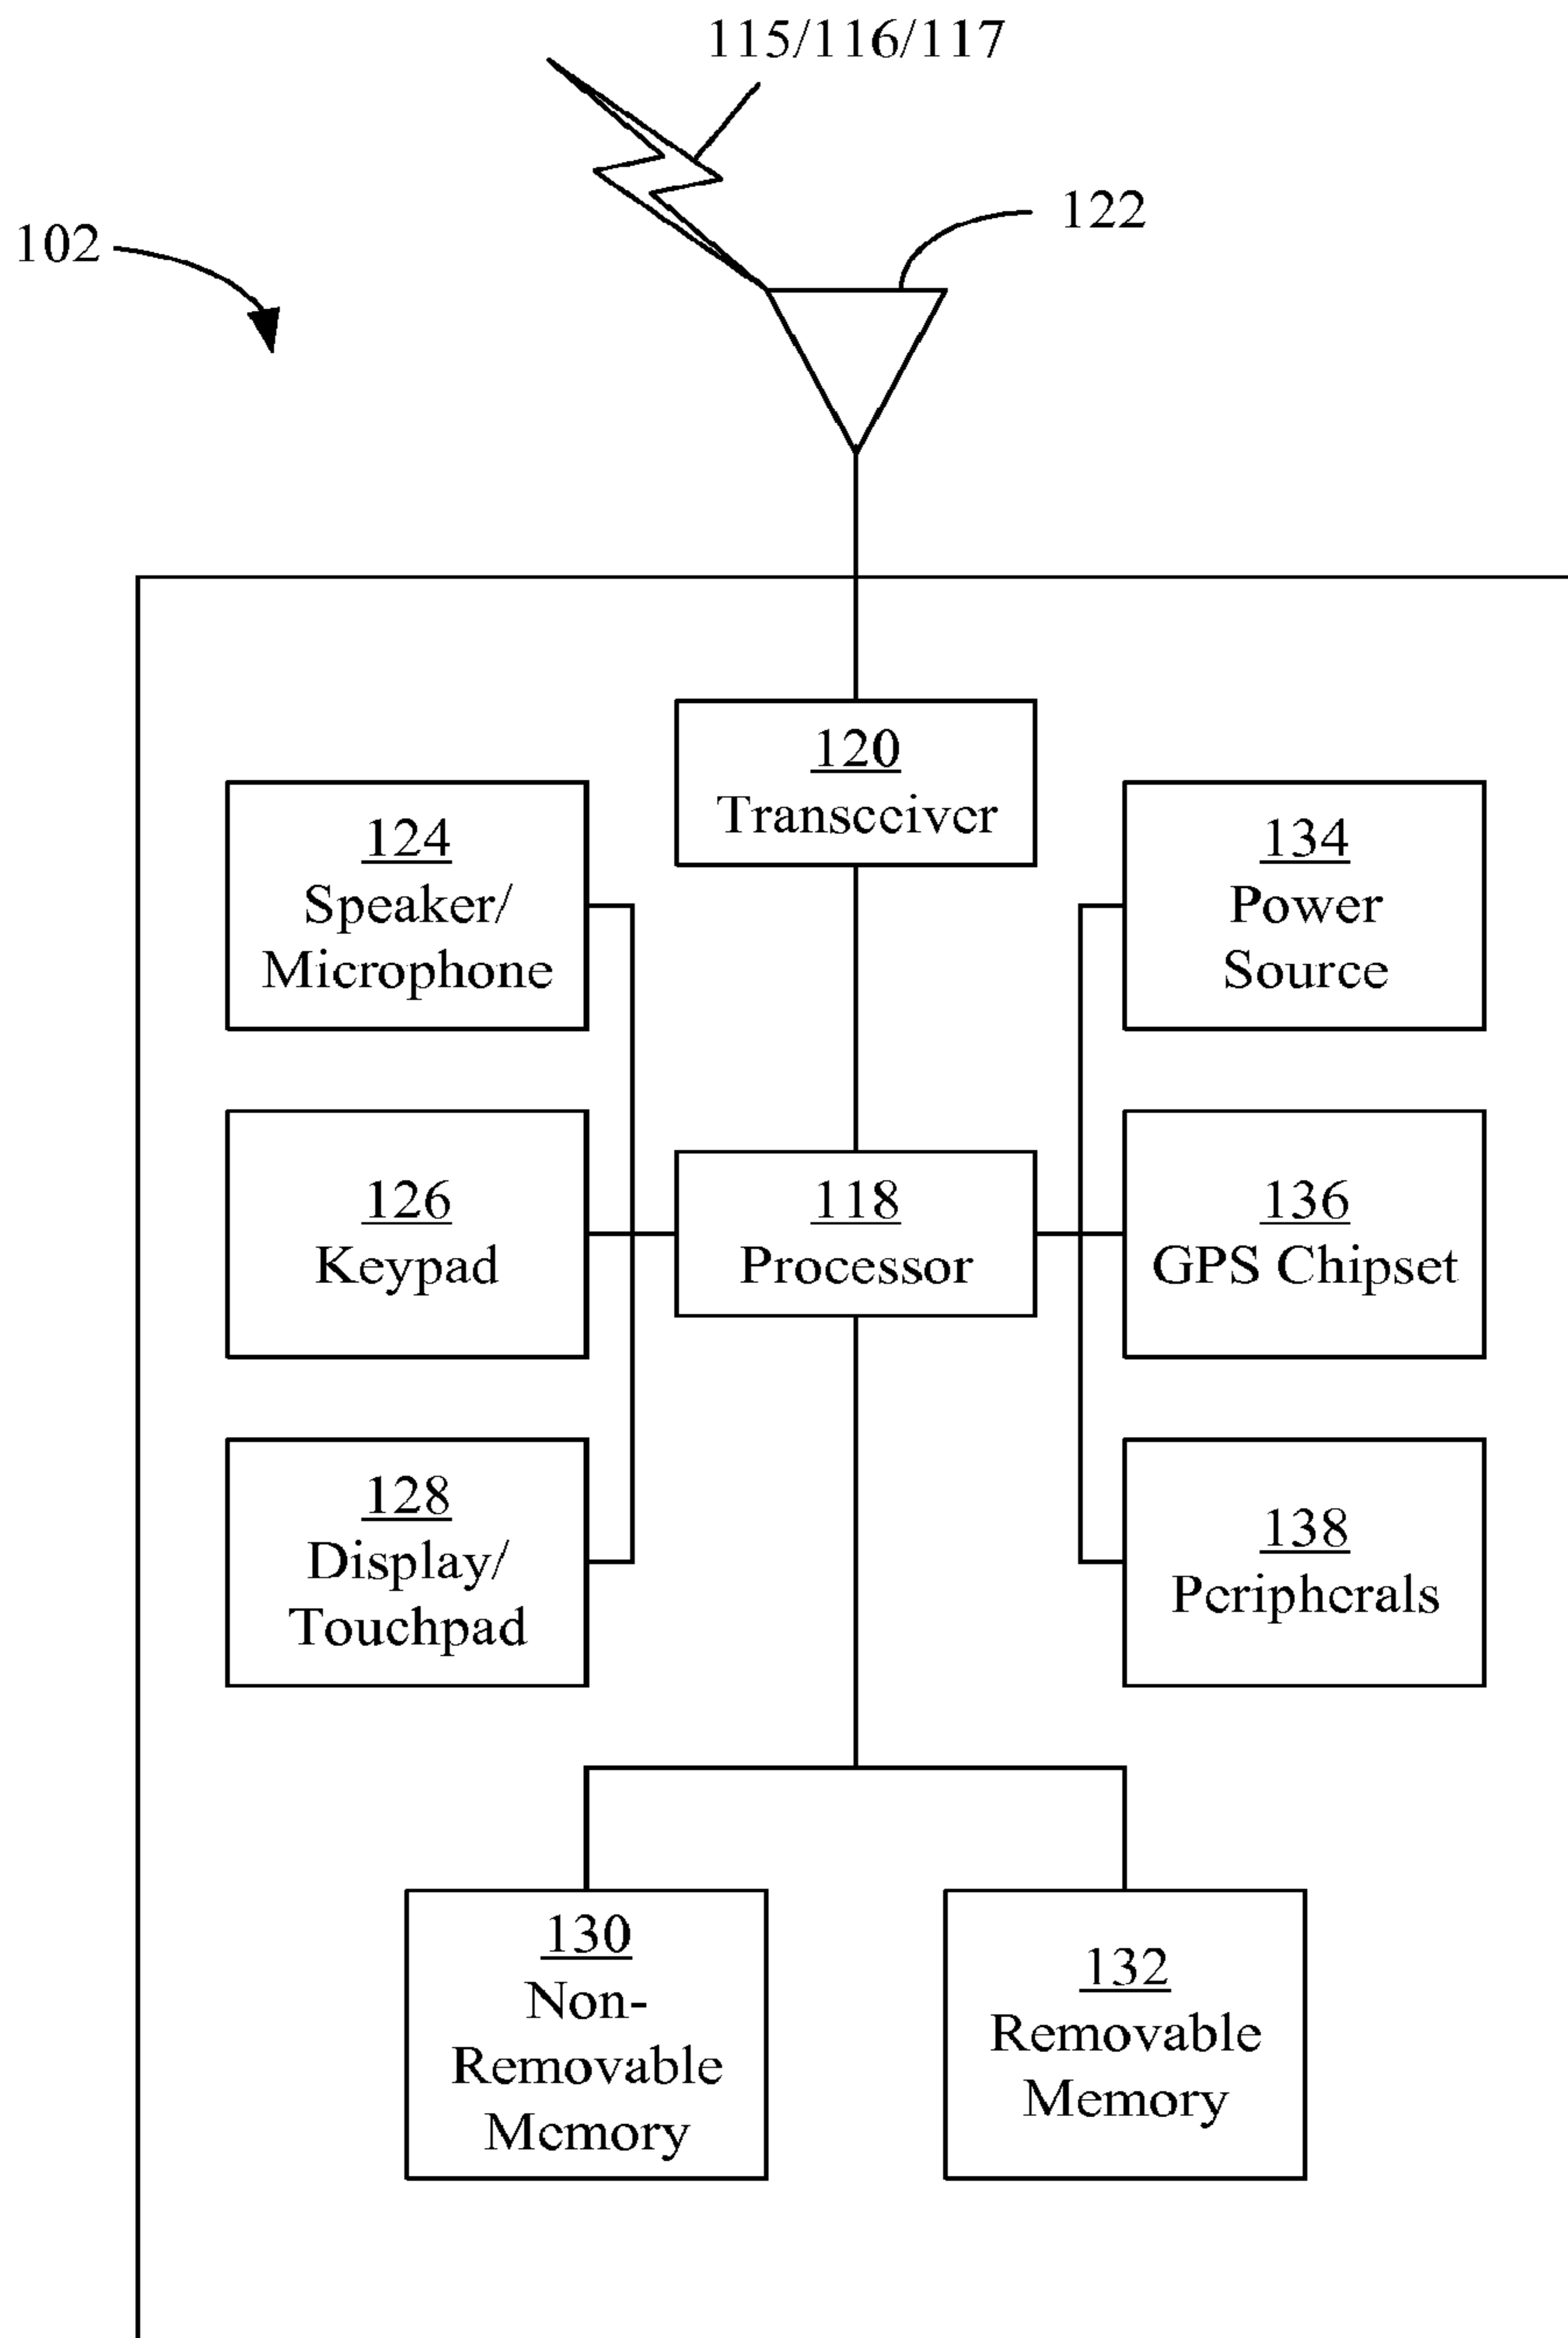 115/116/117
122
102
120
Transceiver
124
Speaker/
Microphone
134
Power
Source
126
Keypad
118
Processor
136
GPS Chipset
128
Display/
Touchpad
138
Peripherals
130
Non-
Removable
Memory
132
Removable
Memory